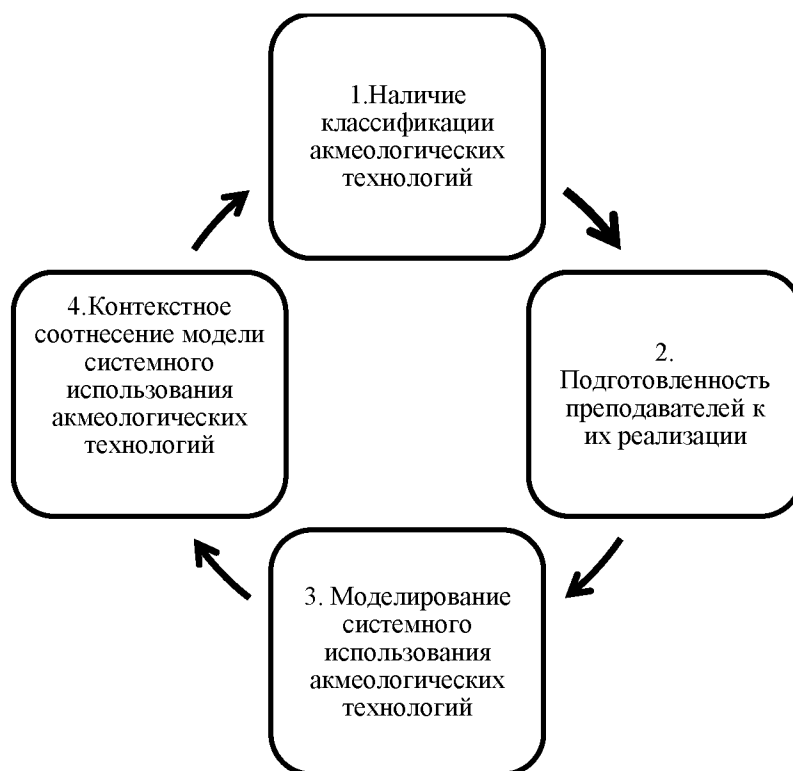 1.Наличие
классификации
акмеологических
технологий
2.
Подготовленность
преподавателей к
их реализации
3. Моделирование
системного
использования
акмеологических
технологий
4.Контекстное
соотнесение модели
системного
использования
акмеологических
технологий